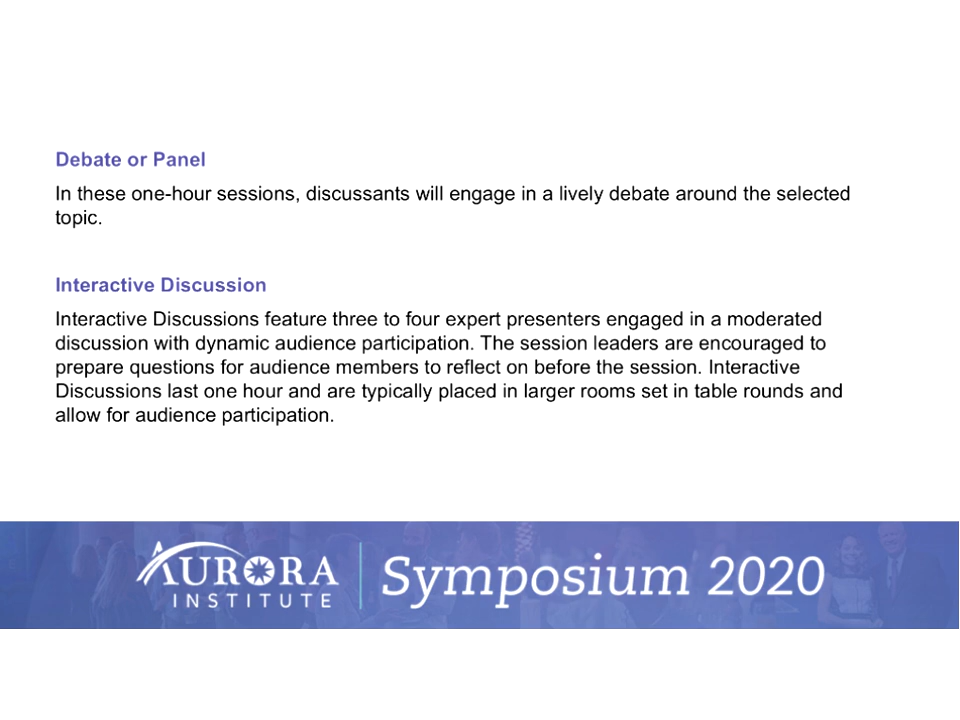 Debate or Panel
In these one-hour sessions, discussants will engage in a lively debate around the selected
topic.
Interactive Discussion
Interactive Discussions feature three to four expert presenters engaged in a moderated
discussion with dynamic audience participation. The session leaders are encouraged to
prepare questions for audience members to reflect on before the session. Interactive
Discussions last one hour and are typically placed in larger rooms set in table rounds and
allow for audience participation.
AURORA
INSTITUTE
Symposium 2020